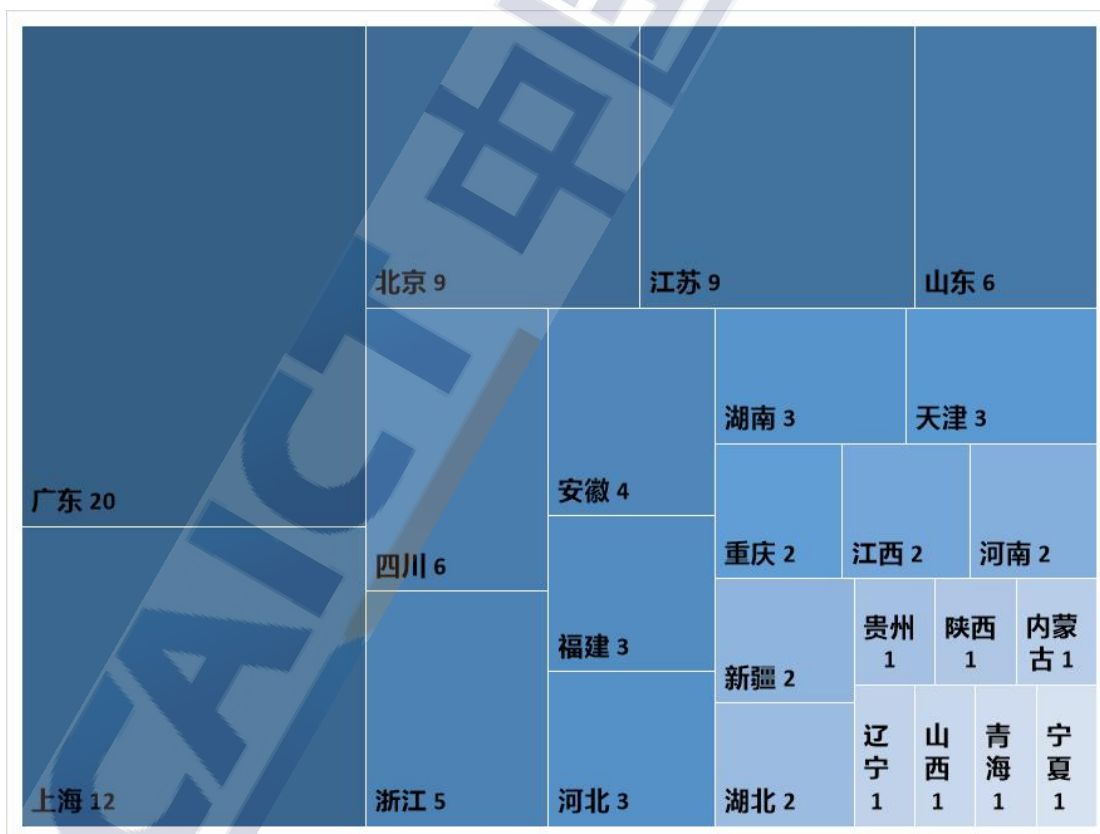 CAICT 中
北京 9
江苏 9
山东 6
广东 20
湖南 3
天津 3
安徽 4
四川 6
重庆 2
江西 2
河南 2
福建 3
新疆 2
贵州
1
陕西
1
内蒙
古 1
上海 12
浙江 5
河北 3
湖北 2
辽
宁
1
山
西
1
青
海
1
宁
夏
1